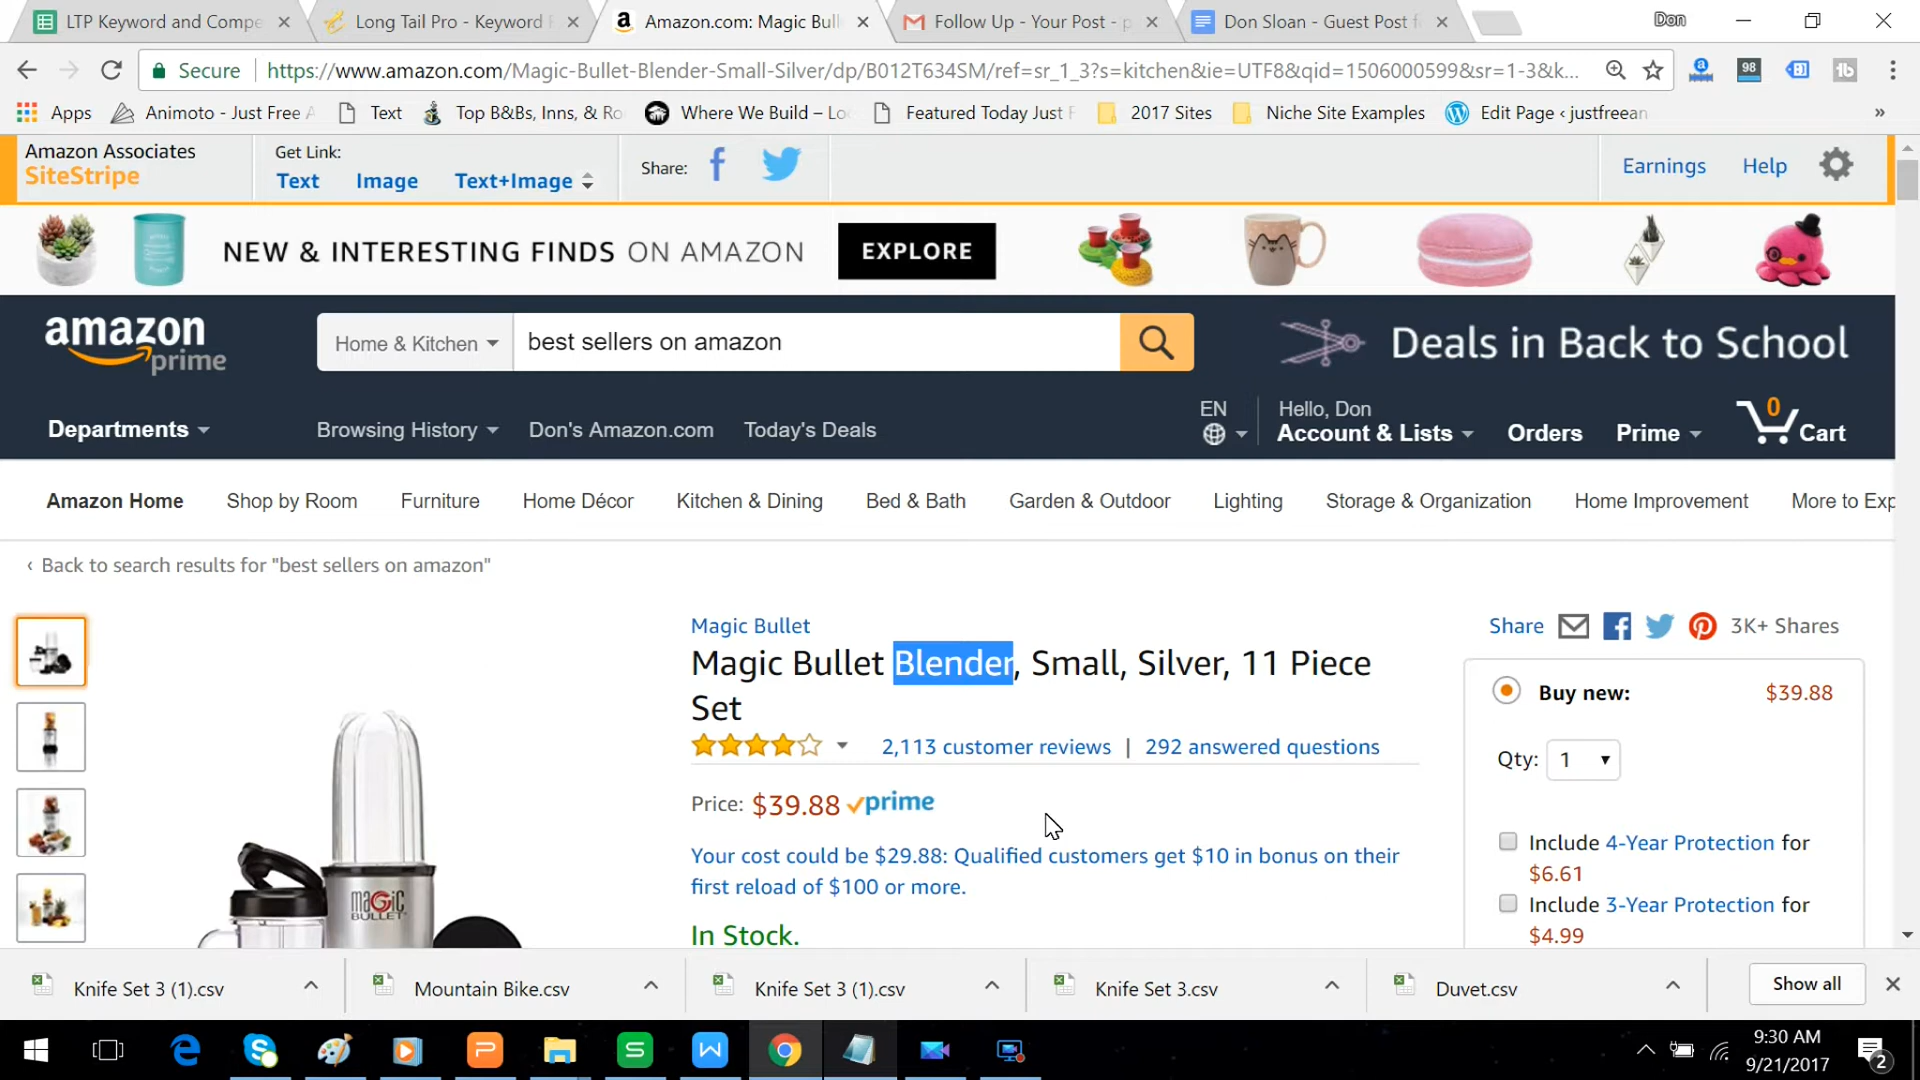 LTP Keyword and Compe
Long Tail Pro - Keyword
Amazon.com: Magic Bull
Follow Up - Your Post - p
Don Sloan - Guest Post f
Don
Secure
https://www.amazon.com/Magic-Bullet-Blender-Small-Silver/dp/B012T634SM/ref=sr_1_3?s=kitchen&ie=UTF8&qid=1506000599&sr=1-3&k...
98
Apps
Animoto - Just Free
Text
Top B&Bs, Inns, & Ro
Where We Build – Lo
Featured Today Just
2017 Sites
Niche Site Examples
Edit Page ‹ justfreean
»
Amazon Associates
SiteStripe
Get Link:
Text Image Text+Image
Share:
Earnings
Help
NEW & INTERESTING FINDS ON AMAZON
EXPLORE
amazon
prime
Home & Kitchen
best sellers on amazon
Deals in Back to School
Departments
Browsing History
Don's Amazon.com
Today's Deals
EN
Hello, Don
Account & Lists
Orders
Prime
0
Cart
Amazon Home
Shop by Room
Furniture
Home Décor
Kitchen & Dining
Bed & Bath
Garden & Outdoor
Lighting
Storage & Organization
Home Improvement
More to Exp
‹ Back to search results for "best sellers on amazon"
Magic Bullet
Magic Bullet Blender, Small, Silver, 11 Piece
Set
2,113 customer reviews | 292 answered questions
Price: $39.88 prime
Your cost could be $29.88: Qualified customers get $10 in bonus on their
first reload of $100 or more.
In Stock.
magic
BULLET
Share
3K+ Shares
Buy new:
$39.88
Qty: 1
Include 4-Year Protection for
$6.61
Include 3-Year Protection for
$4.99
Knife Set 3 (1).csv
Mountain Bike.csv
Knife Set 3 (1).csv
Knife Set 3.csv
Duvet.csv
Show all
9:30 AM
9/21/2017
2